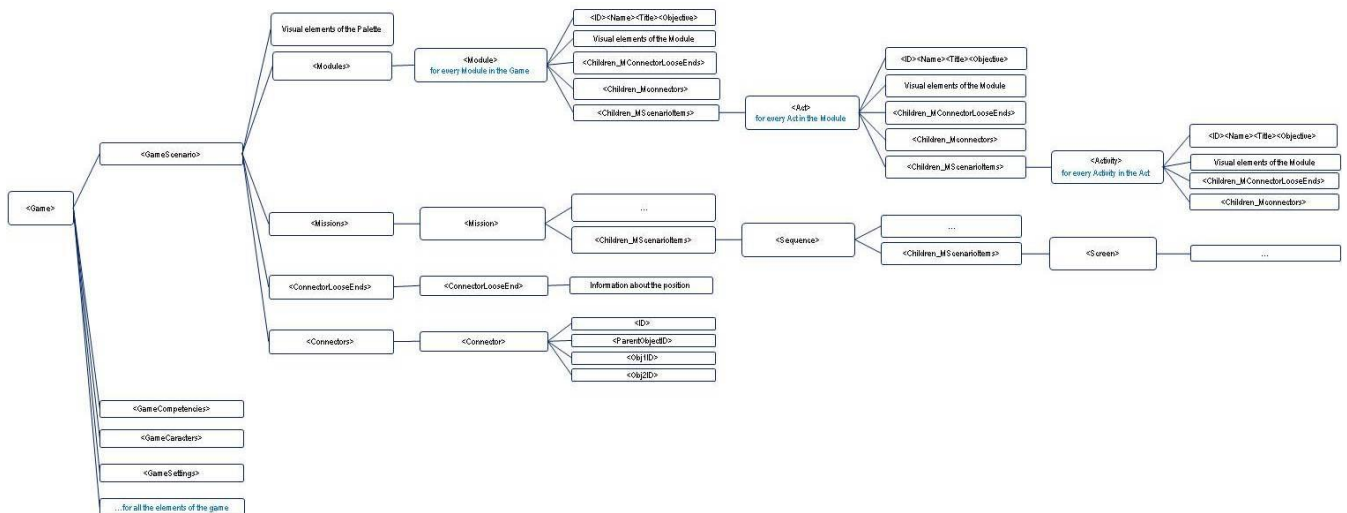 <Game>
<GameScenario>
Visual elements of the Palette
<Modules>
<Module>
for every Module in the Game
<ID><Name><Title><Objective>
Visual elements of the Module
<Children_MConnectorLooseEnds>
<Children_Mconnectors>
<Children_MScenarioItems>
<Act>
for every Act in the Module
<ID><Name><Title><Objective>
Visual elements of the Module
<Children_MConnectorLooseEnds>
<Children_Mconnectors>
<Children_MScenarioItems>
<Activity>
for every Activity in the Act
<ID><Name><Title><Objective>
Visual elements of the Module
<Children_MConnectorLooseEnds>
<Children_Mconnectors>
<Missions>
<Mission>
...
<Children_MScenarioItems>
<Sequence>
...
<Children_MScenarioItems>
<Screen>
...
<ConnectorLooseEnds>
<ConnectorLooseEnd>
Information about the position
<Connectors>
<Connector>
<ID>
<ParentObjectID>
<Obj1ID>
<Obj2ID>
<GameCompetencies>
<GameCaracters>
<GameSettings>
...for all the elements of the game